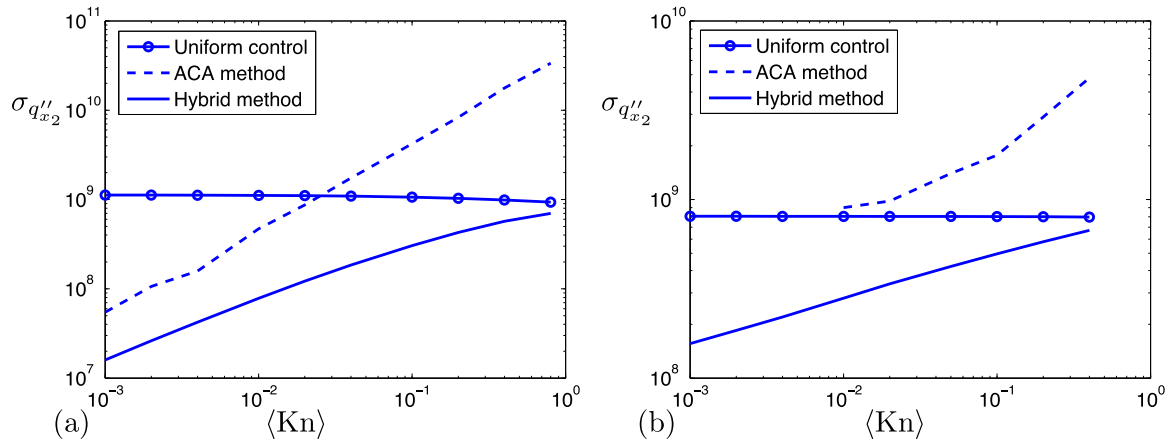 10^11
10^10
10^9
10^8
10^7
σ_{q''_{x_2}}
Uniform control
ACA method
Hybrid method
10^−3
10^−2
10^−1
10^0
(a)
⟨Kn⟩
10^10
10^9
10^8
σ_{q''_{x_2}}
Uniform control
ACA method
Hybrid method
10^−3
10^−2
10^−1
10^0
(b)
⟨Kn⟩